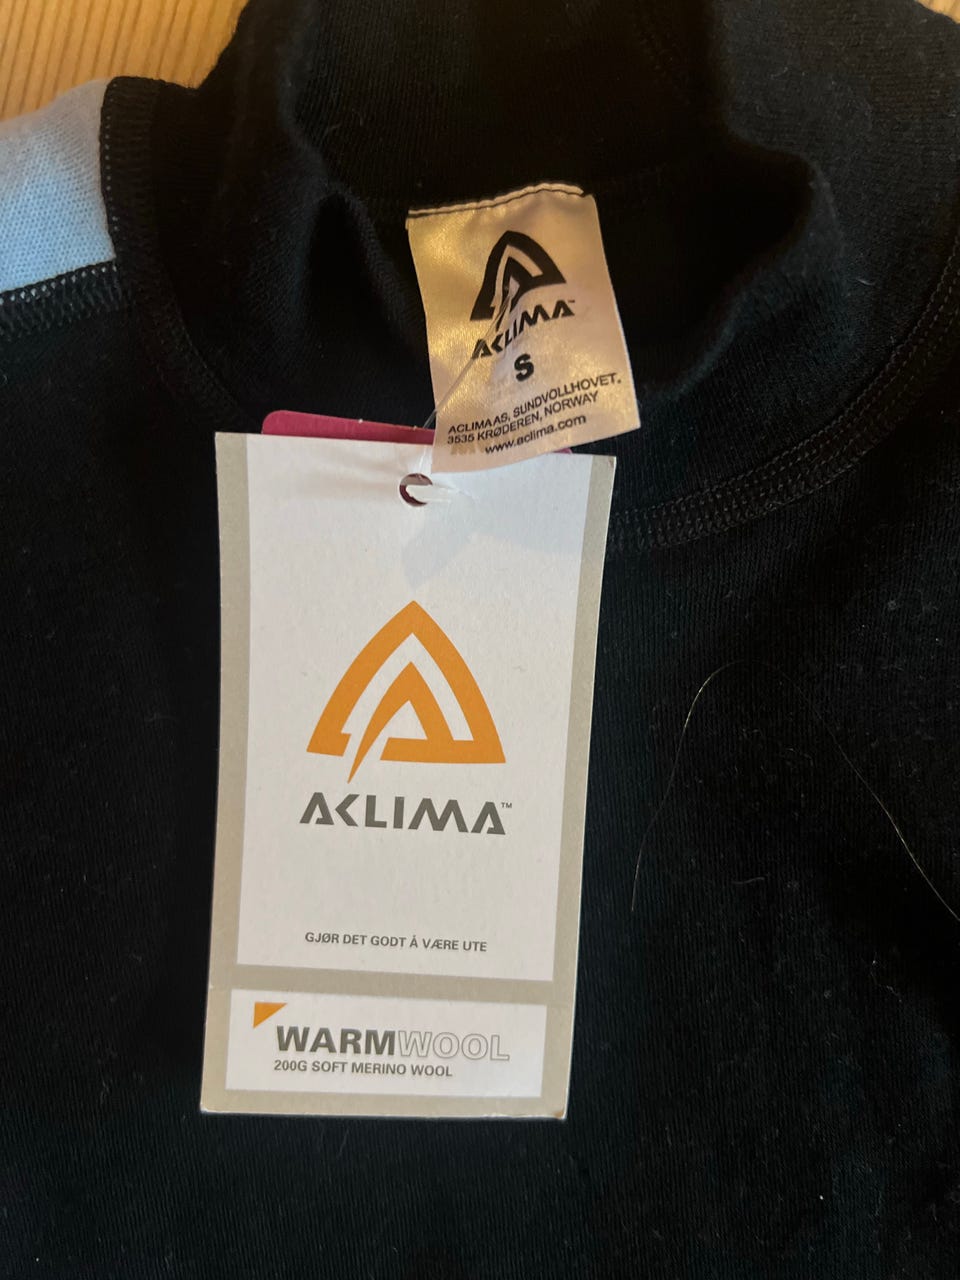 ACLIMA™
S
ACLIMA AS, SUNDVOLLHOVET,
3535 KRØDEREN, NORWAY
www.aclima.com
ACLIMA™
GJØR DET GODT Å VÆRE UTE
WARMWOOL
200G SOFT MERINO WOOL